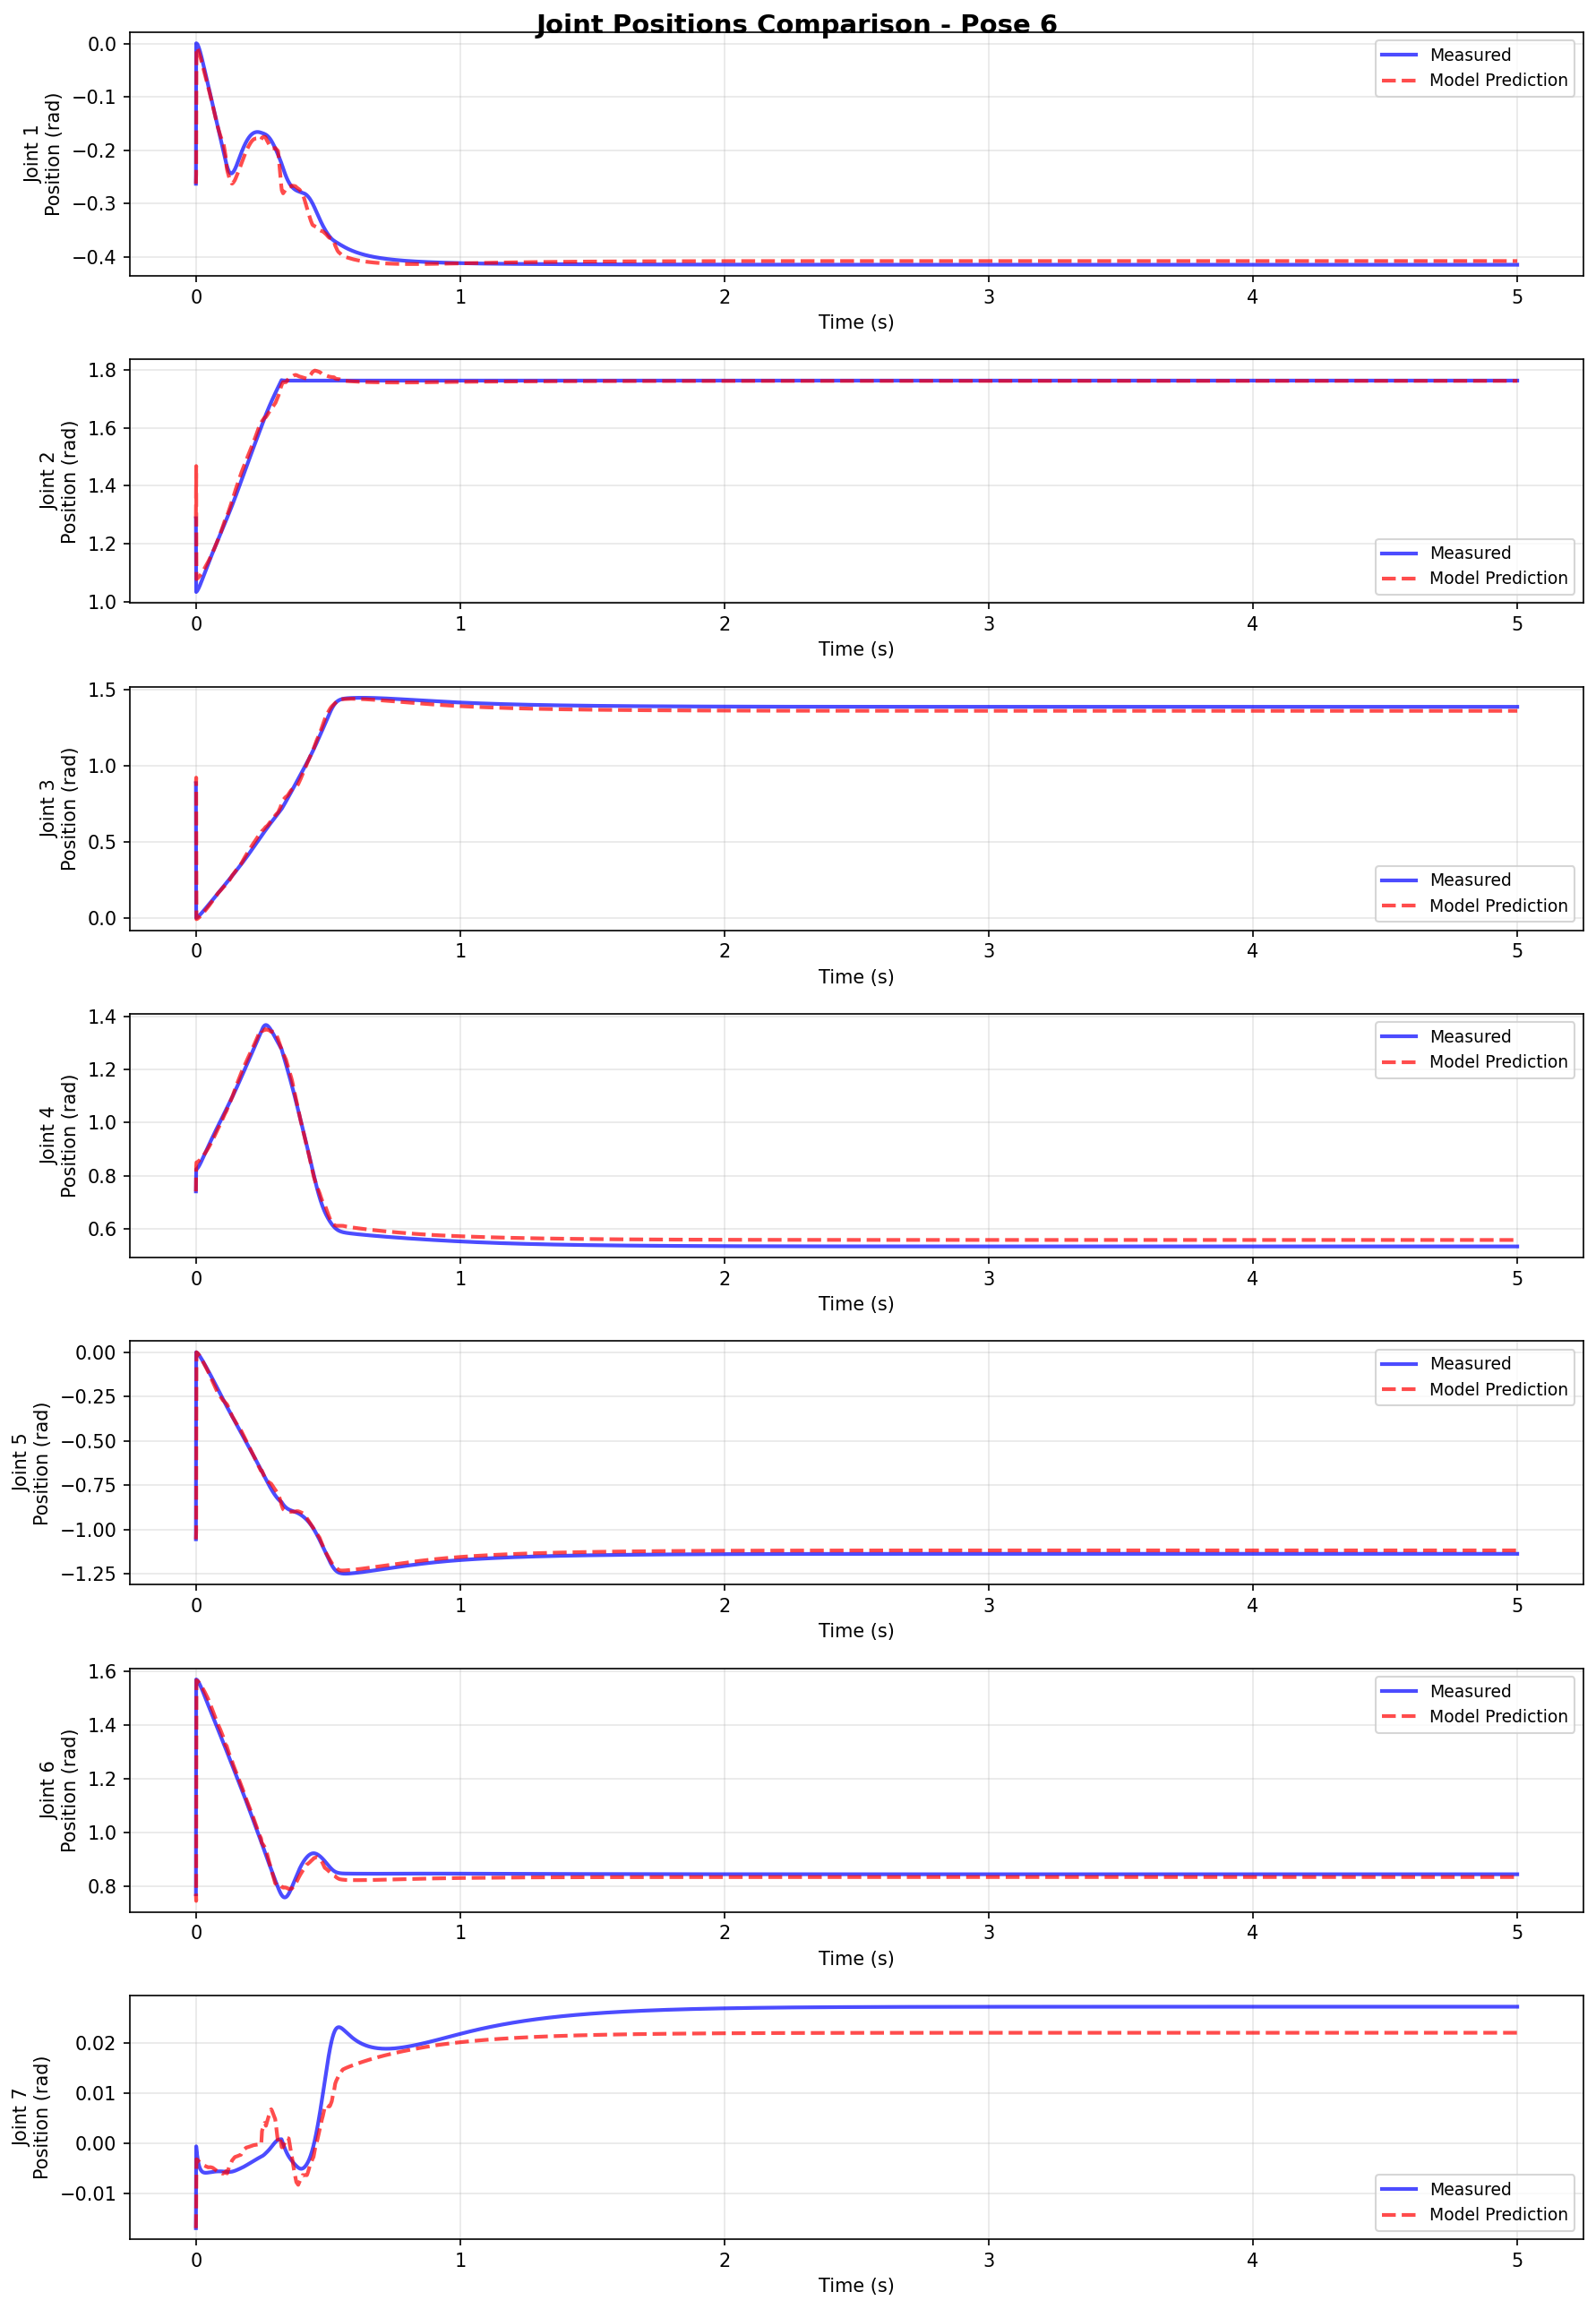 Joint Positions Comparison - Pose 6
Joint 1
Position (rad)
0.0
−0.1
−0.2
−0.3
−0.4
Measured
Model Prediction
0 1 2 3 4 5
Time (s)
Joint 2
Position (rad)
1.8
1.6
1.4
1.2
1.0
Measured
Model Prediction
0 1 2 3 4 5
Time (s)
Joint 3
Position (rad)
1.5
1.0
0.5
0.0
Measured
Model Prediction
0 1 2 3 4 5
Time (s)
Joint 4
Position (rad)
1.4
1.2
1.0
0.8
0.6
Measured
Model Prediction
0 1 2 3 4 5
Time (s)
Joint 5
Position (rad)
0.00
−0.25
−0.50
−0.75
−1.00
−1.25
Measured
Model Prediction
0 1 2 3 4 5
Time (s)
Joint 6
Position (rad)
1.6
1.4
1.2
1.0
0.8
Measured
Model Prediction
0 1 2 3 4 5
Time (s)
Joint 7
Position (rad)
0.02
0.01
0.00
−0.01
Measured
Model Prediction
0 1 2 3 4 5
Time (s)